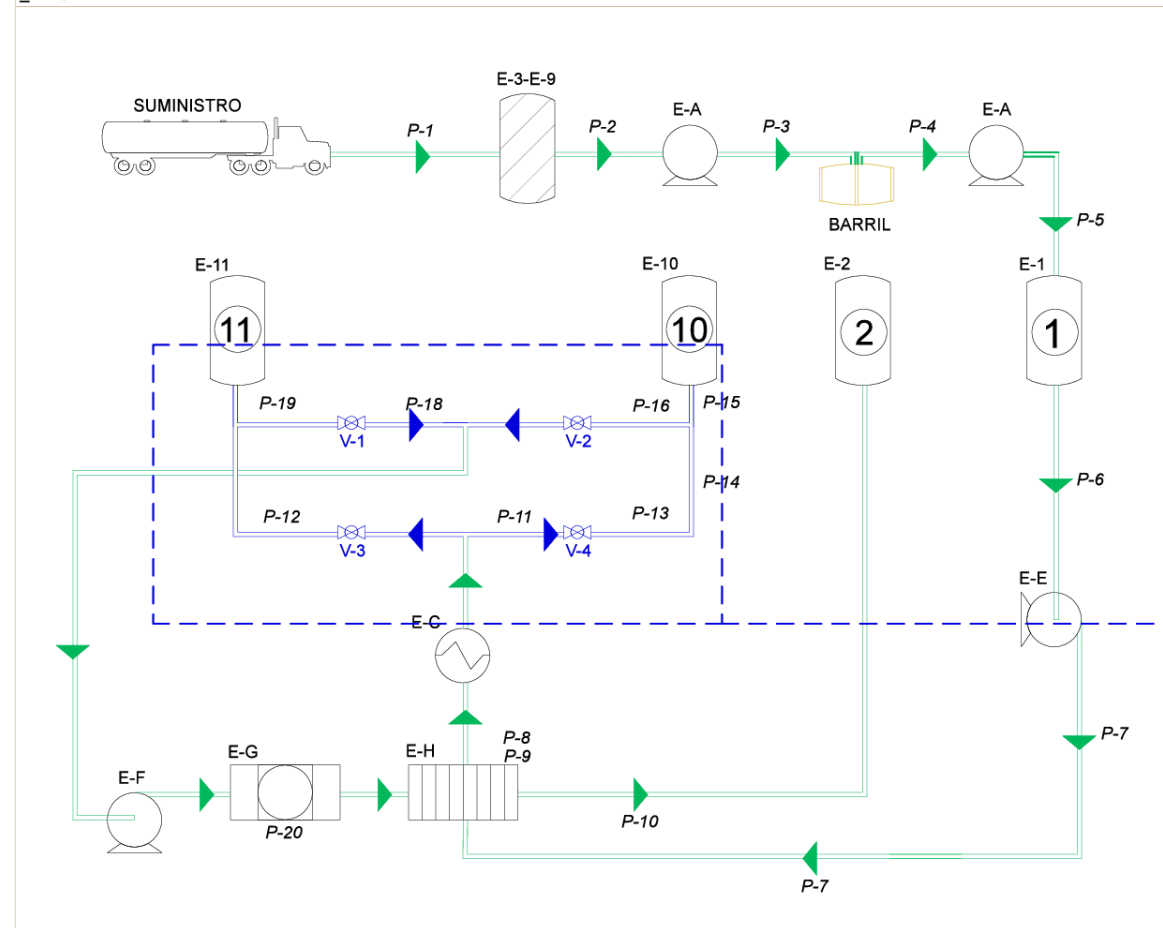 E-3-E-9
SUMINISTRO
E-A
E-A
P-1
P-2
P-3
P-4
BARRIL
P-5
E-11
E-10
E-2
E-1
11
10
2
1
P-19
P-18
P-16
P-15
V-1
V-2
P-14
P-6
P-12
P-11
P-13
V-3
V-4
E-E
E-C
P-7
P-8
E-G
E-H
P-9
E-F
P-20
P-10
P-7